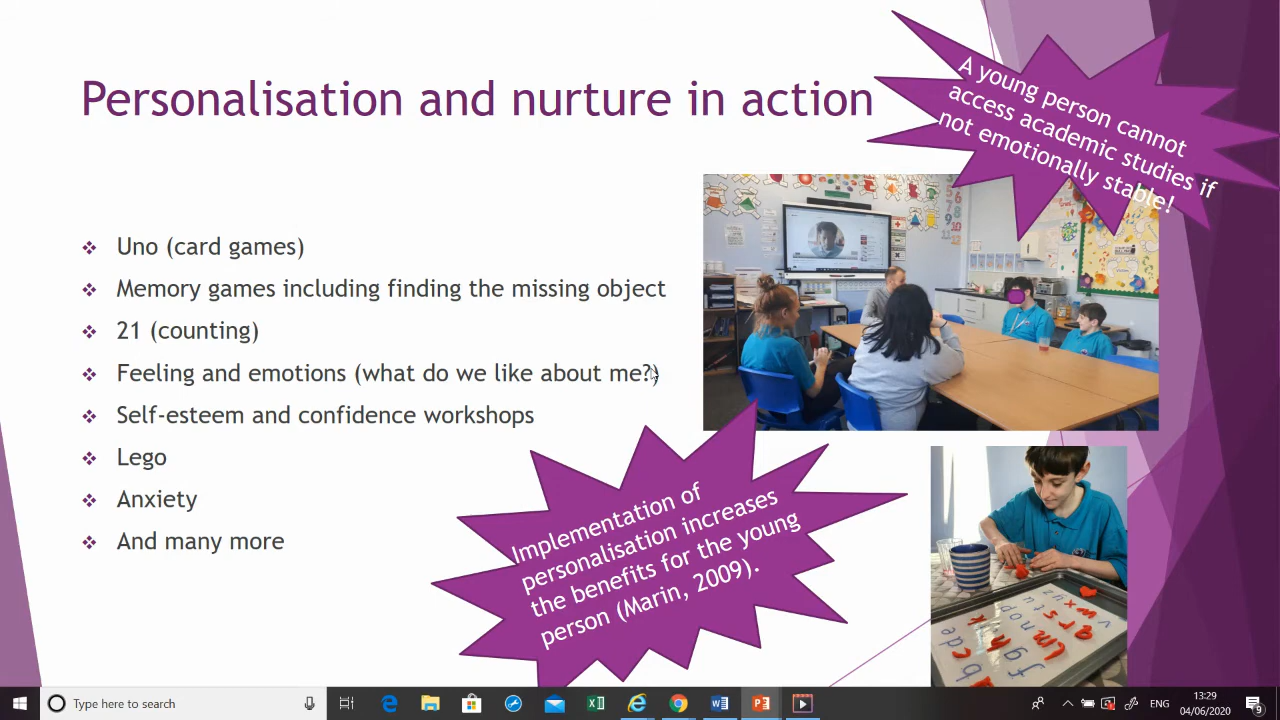 Personalisation and nurture in action
A young person cannot
access academic studies if
not emotionally stable!
Uno (card games)
Memory games including finding the missing object
21 (counting)
Feeling and emotions (what do we like about me?)
Self-esteem and confidence workshops
Lego
Anxiety
And many more
Implementation of
personalisation increases
the benefits for the young
person (Marin, 2009).
Type here to search
ENG
13:29
04/06/2020